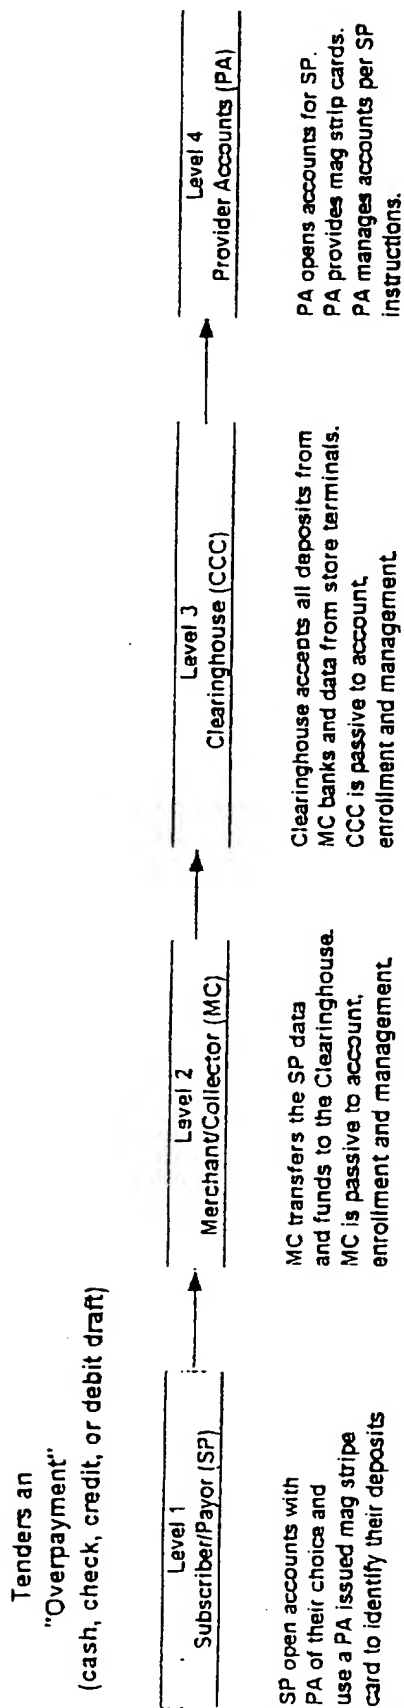 Tenders an
"Overpayment"
(cash, check, credit, or debit draft)
Level 1
Subscriber/Payor (SP)
SP open accounts with
PA of their choice and
use a PA issued mag stripe
card to identify their deposits
Level 2
Merchant/Collector (MC)
MC transfers the SP data
and funds to the Clearinghouse.
MC is passive to account,
enrollment and management.
Level 3
Clearinghouse (CCC)
Clearinghouse accepts all deposits from
MC banks and data from store terminals.
CCC is passive to account,
enrollment and management.
Level 4
Provider Accounts (PA)
PA opens accounts for SP.
PA provides mag strip cards.
PA manages accounts per SP
instructions.